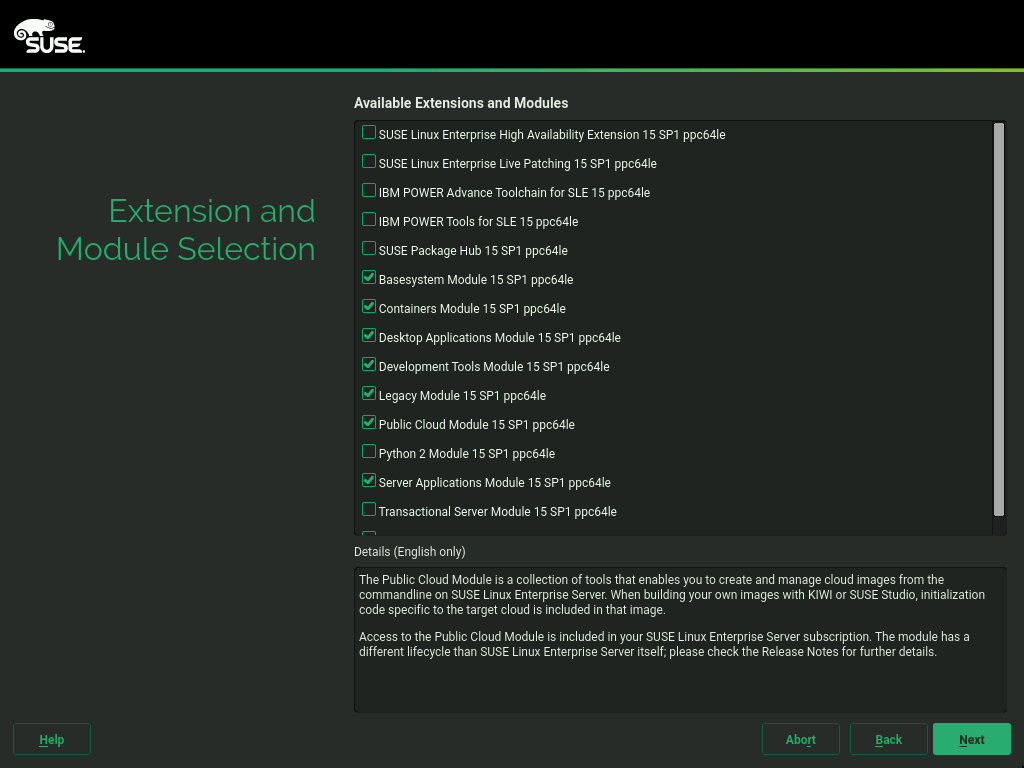 SUSE.
Extension and
Module Selection
Available Extensions and Modules
SUSE Linux Enterprise High Availability Extension 15 SP1 ppc64le
SUSE Linux Enterprise Live Patching 15 SP1 ppc64le
IBM POWER Advance Toolchain for SLE 15 ppc64le
IBM POWER Tools for SLE 15 ppc64le
SUSE Package Hub 15 SP1 ppc64le
Basesystem Module 15 SP1 ppc64le
Containers Module 15 SP1 ppc64le
Desktop Applications Module 15 SP1 ppc64le
Development Tools Module 15 SP1 ppc64le
Legacy Module 15 SP1 ppc64le
Public Cloud Module 15 SP1 ppc64le
Python 2 Module 15 SP1 ppc64le
Server Applications Module 15 SP1 ppc64le
Transactional Server Module 15 SP1 ppc64le
Details (English only)
The Public Cloud Module is a collection of tools that enables you to create and manage cloud images from the
commandline on SUSE Linux Enterprise Server. When building your own images with KIWI or SUSE Studio, initialization
code specific to the target cloud is included in that image.
Access to the Public Cloud Module is included in your SUSE Linux Enterprise Server subscription. The module has a
different lifecycle than SUSE Linux Enterprise Server itself; please check the Release Notes for further details.
Help
Abort
Back
Next